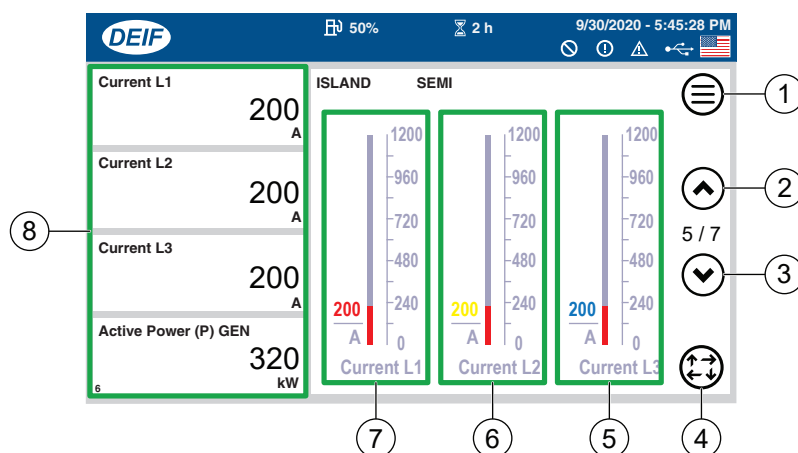 DEIF
50%
2 h
9/30/2020 - 5:45:28 PM
Current L1
200
A
Current L2
200
A
Current L3
200
A
Active Power (P) GEN
320
kW
6
ISLAND SEMI
1200
960
720
480
240
0
200
A
Current L1
1200
960
720
480
240
0
200
A
Current L2
1200
960
720
480
240
0
200
A
Current L3
5 / 7
1
2
3
4
5
6
7
8